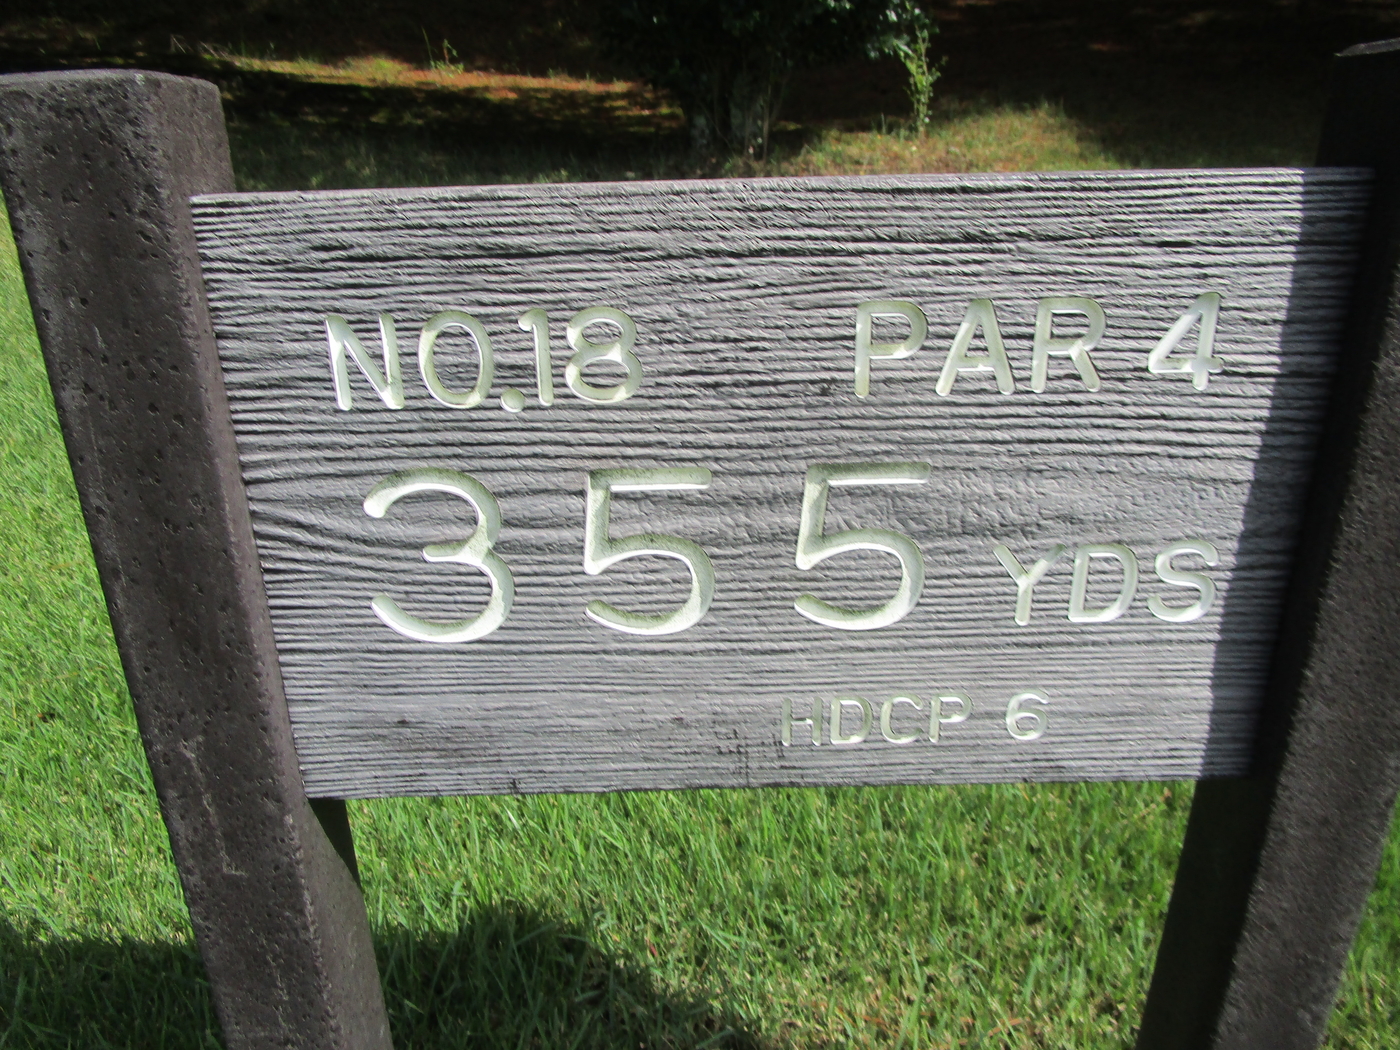 NO.18 PAR 4
355 YDS
HDCP 6